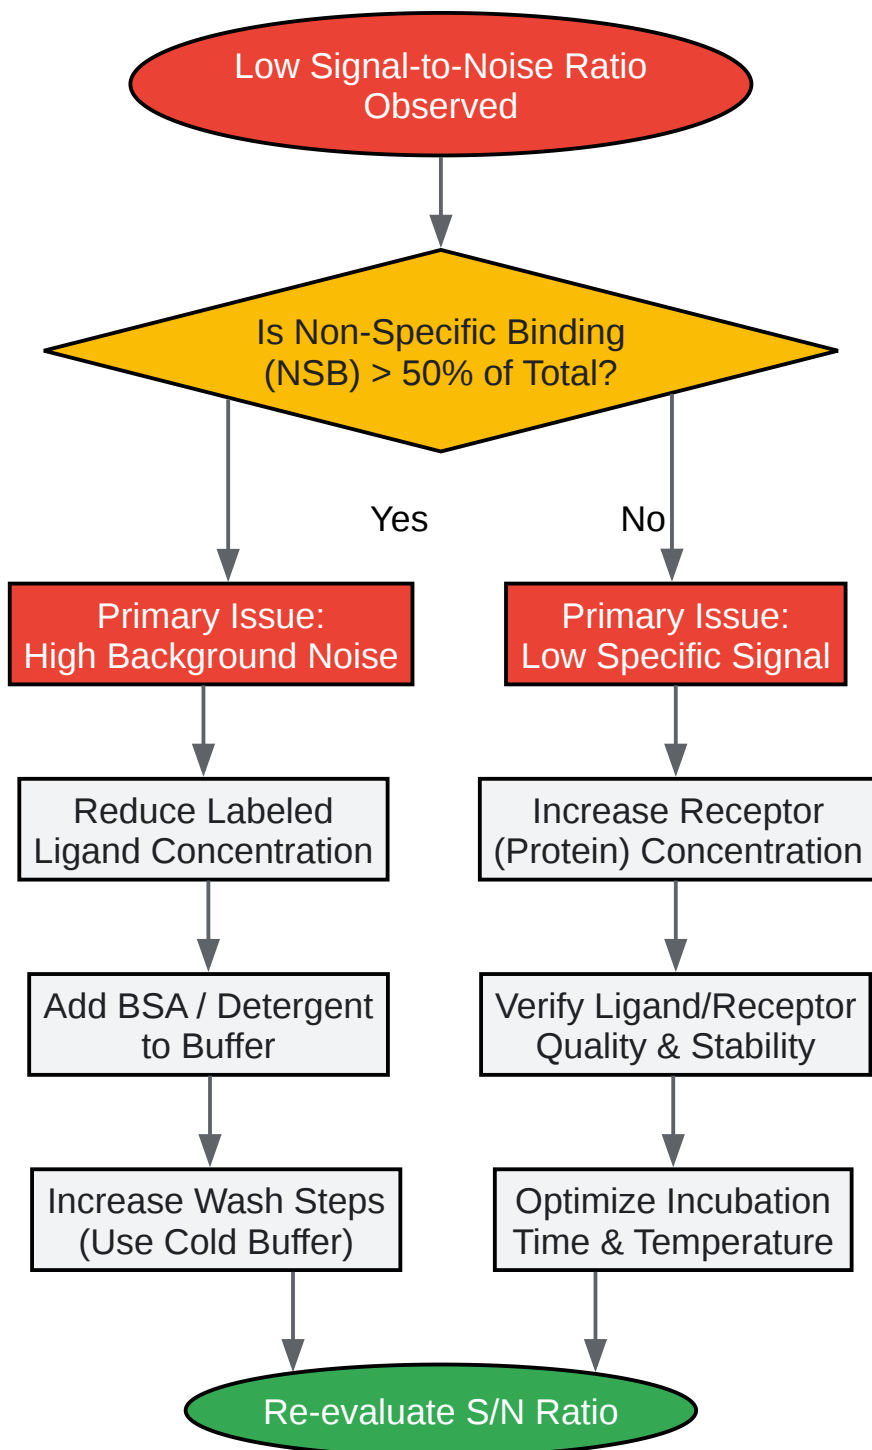 Low Signal-to-Noise Ratio
Observed
Is Non-Specific Binding
(NSB) > 50% of Total?
Yes
No
Primary Issue:
High Background Noise
Primary Issue:
Low Specific Signal
Reduce Labeled
Ligand Concentration
Increase Receptor
(Protein) Concentration
Add BSA / Detergent
to Buffer
Verify Ligand/Receptor
Quality & Stability
Increase Wash Steps
(Use Cold Buffer)
Optimize Incubation
Time & Temperature
Re-evaluate S/N Ratio